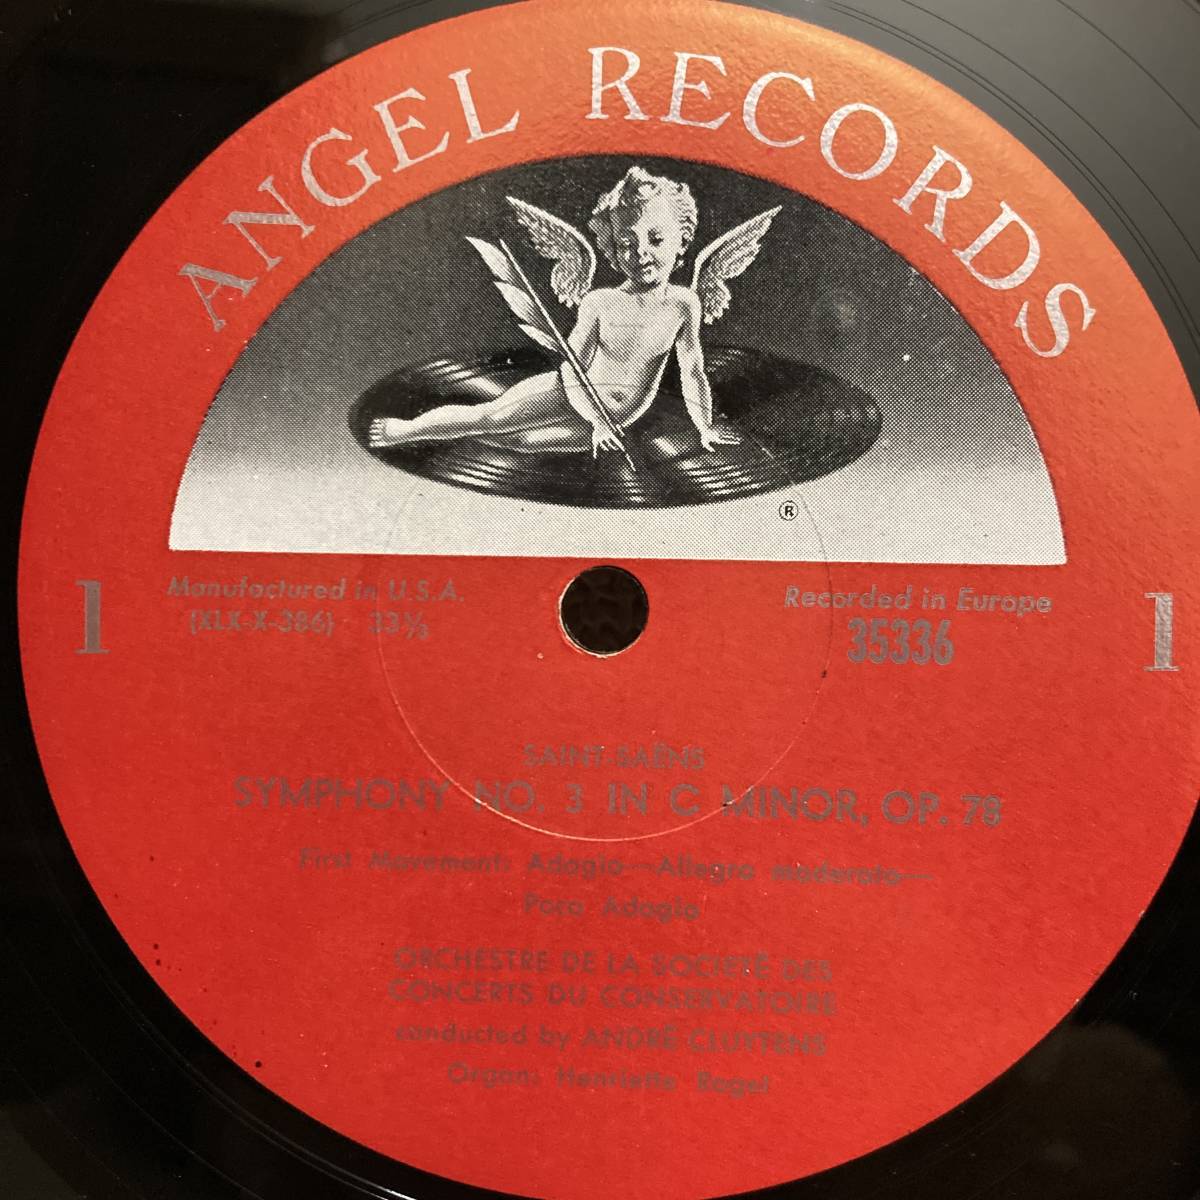 ANGEL RECORDS
®
1
Manufactured in U.S.A.
(XLX-X-386) 33⅓
Recorded in Europe
35336
1
SAINT-SAËNS
SYMPHONY NO. 3 IN C MINOR, OP. 78
First Movement: Adagio—Allegro moderato—
Poco Adagio
ORCHESTRE DE LA SOCIETÉ DES
CONCERTS DU CONSERVATOIRE
conducted by ANDRÉ CLUYTENS
Organ: Henriette Rogel